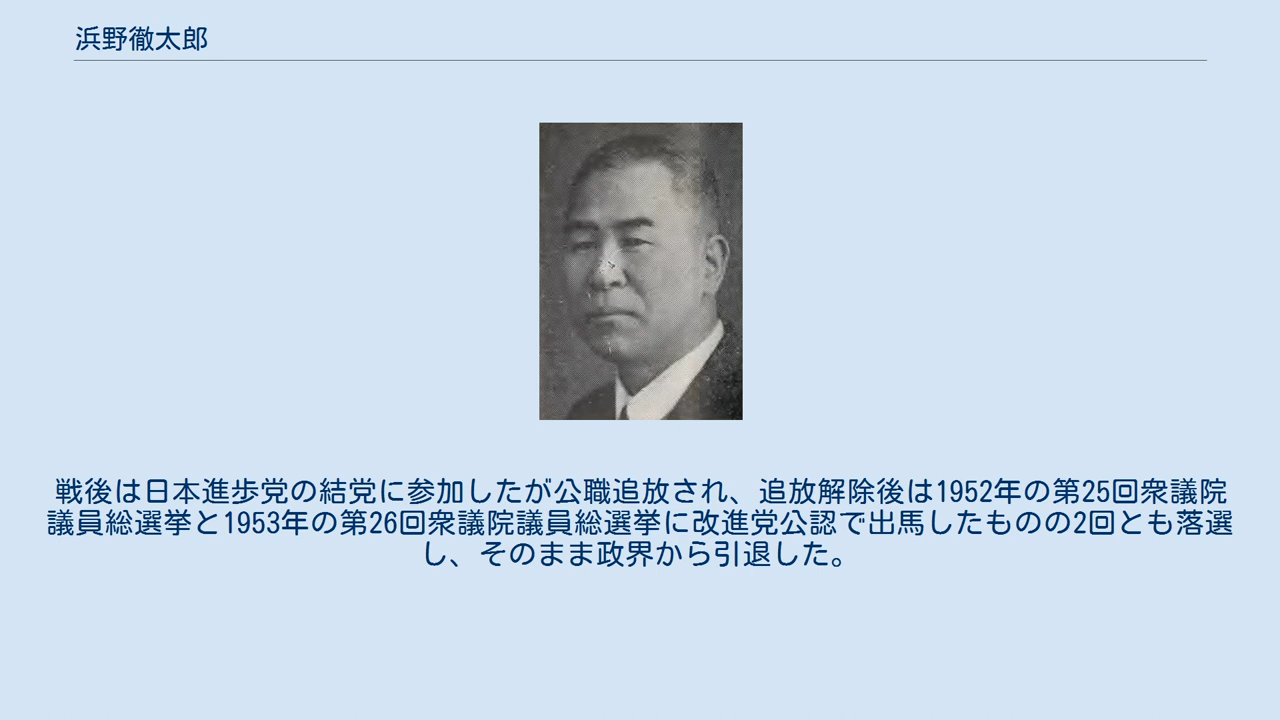 浜野徹太郎
戦後は日本進歩党の結党に参加したが公職追放され、追放解除後は1952年の第25回衆議院
議員総選挙と1953年の第26回衆議院議員総選挙に改進党公認で出馬したものの2回とも落選
し、そのまま政界から引退した。